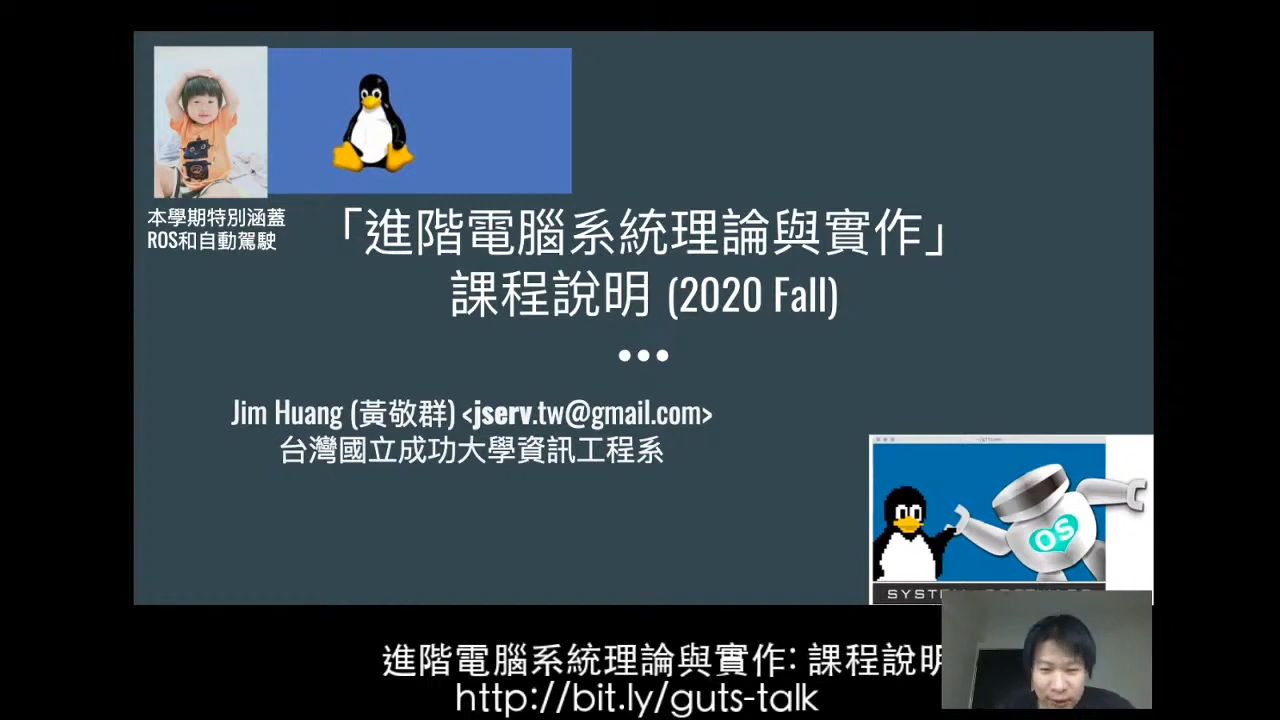 本學期特別涵蓋
ROS和自動駕駛
「進階電腦系統理論與實作」
課程說明 (2020 Fall)
Jim Huang (黃敬群) <jserv.tw@gmail.com>
台灣國立成功大學資訊工程系
OS
進階電腦系統理論與實作: 課程說明
http://bit.ly/guts-talk